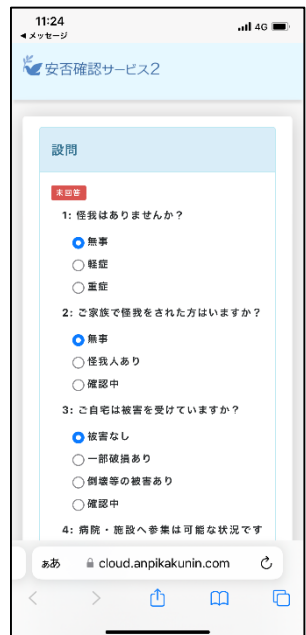 11:24
4G
◀ メッセージ
安否確認サービス2
設問
未回答
1: 怪我はありませんか？
無事
軽症
重症
2: ご家族で怪我をされた方はいますか？
無事
怪我人あり
確認中
3: ご自宅は被害を受けていますか？
被害なし
一部破損あり
倒壊等の被害あり
確認中
4: 病院・施設へ参集は可能な状況です
ああ
cloud.anpikakunin.com